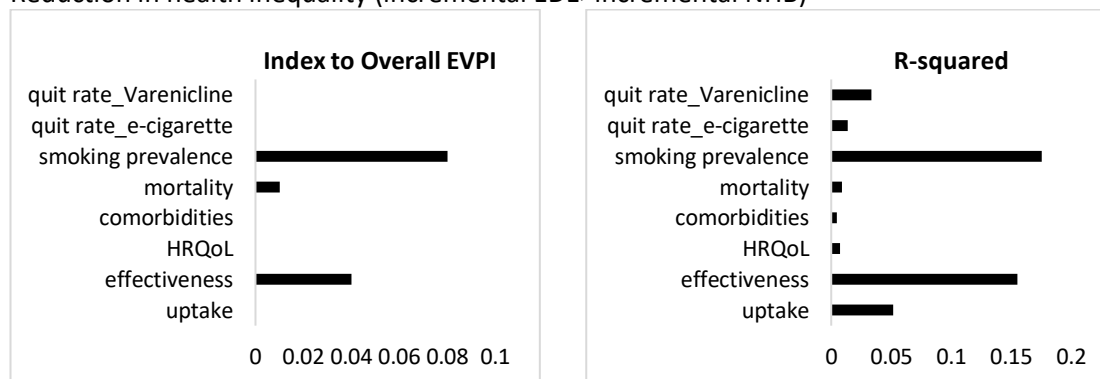 Reduction in health inequality (incremental EDE, incremental NHB)
Index to Overall EVPI
quit rate_Varenicline
quit rate_e-cigarette
smoking prevalence
mortality
comorbidities
HRQoL
effectiveness
uptake
0 0.02 0.04 0.06 0.08 0.1
R-squared
quit rate_Varenicline
quit rate_e-cigarette
smoking prevalence
mortality
comorbidities
HRQoL
effectiveness
uptake
0 0.05 0.1 0.15 0.2